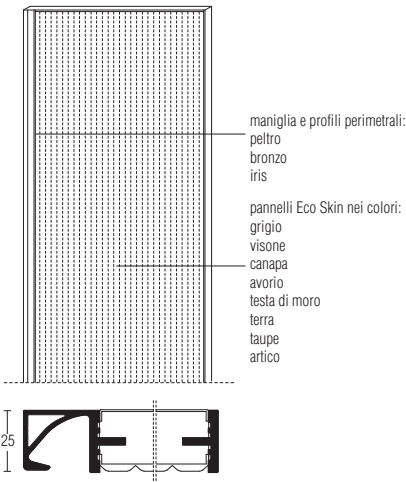 maniglia e profili perimetrali:
peltro
bronzo
iris
pannelli Eco Skin nei colori:
grigio
visone
canapa
avorio
testa di moro
terra
taupe
artico
25